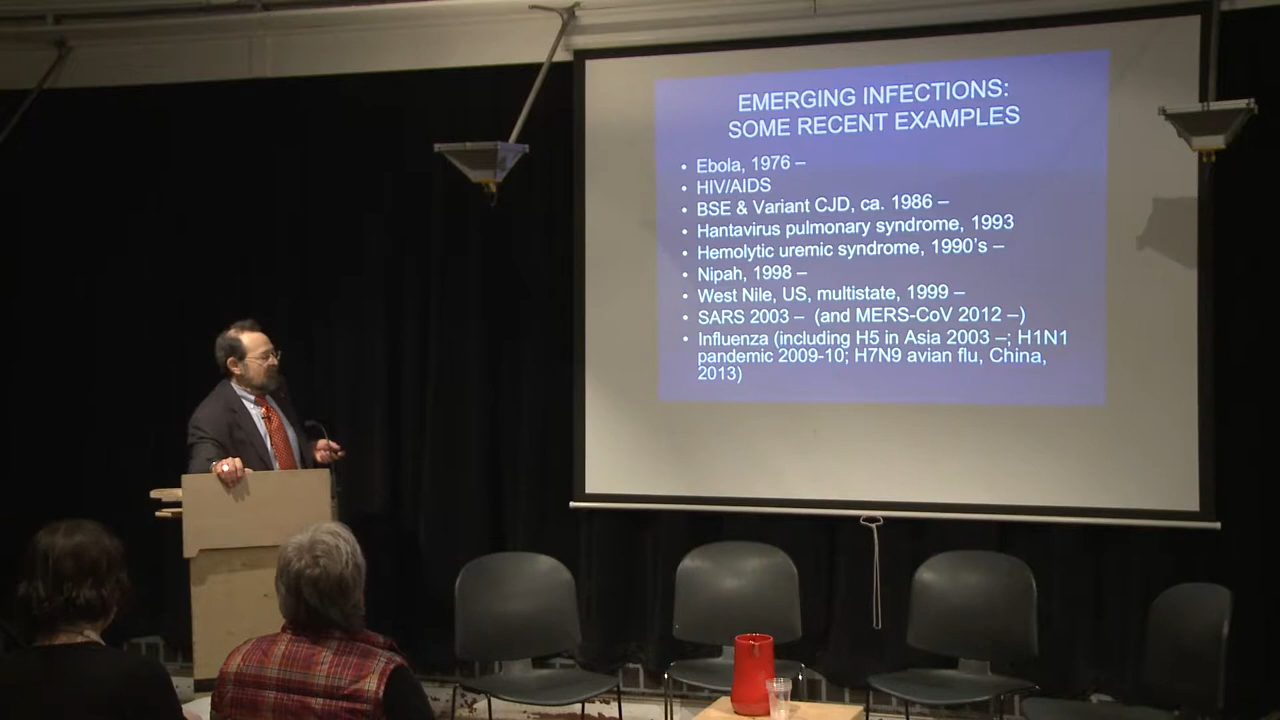 EMERGING INFECTIONS:
SOME RECENT EXAMPLES
• Ebola, 1976 –
• HIV/AIDS
• BSE & Variant CJD, ca. 1986 –
• Hantavirus pulmonary syndrome, 1993
• Hemolytic uremic syndrome, 1990's –
• Nipah, 1998 –
• West Nile, US, multistate, 1999 –
• SARS 2003 – (and MERS-CoV 2012 –)
• Influenza (including H5 in Asia 2003 –; H1N1
pandemic 2009-10; H7N9 avian flu, China,
2013)